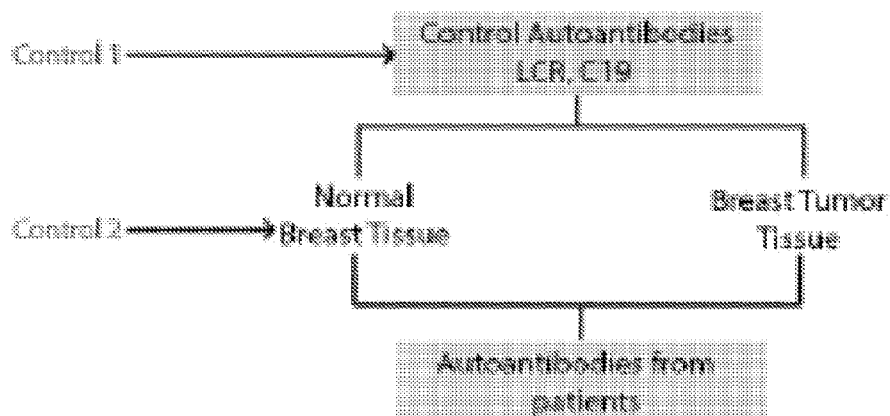 Control 1
Control Autoantibodies
LCR, C19
Normal
Breast Tissue
Breast Tumor
Tissue
Control 2
Autoantibodies from
patients